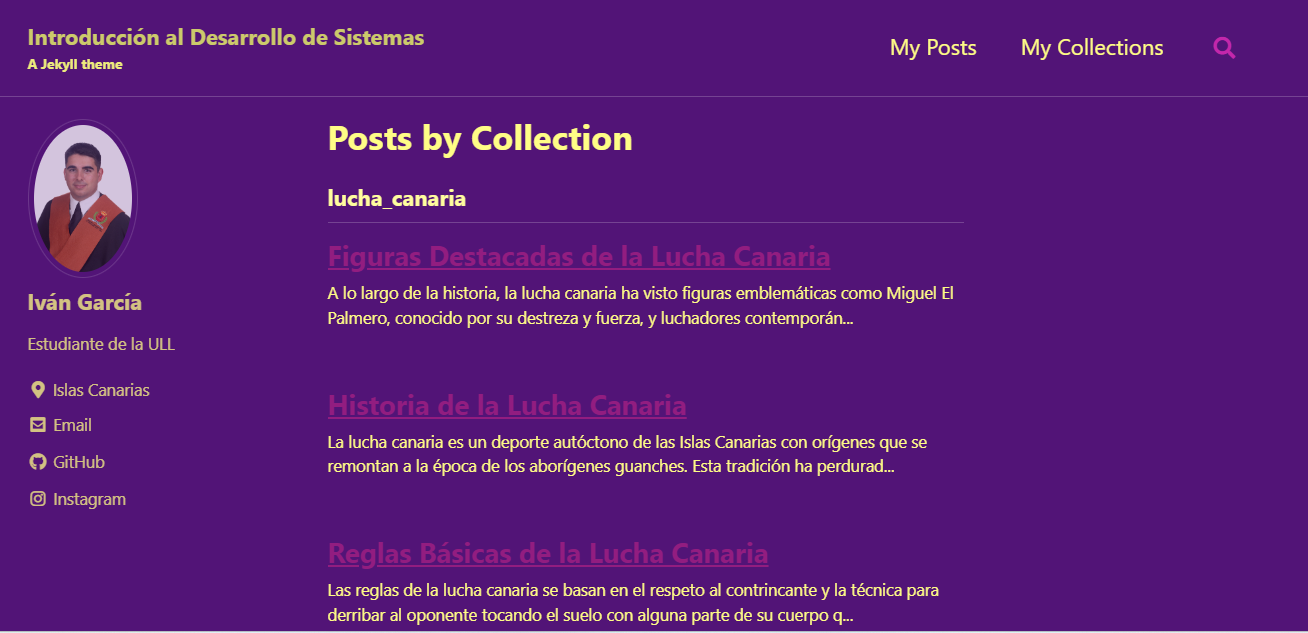 Introducción al Desarrollo de Sistemas
A Jekyll theme
My Posts
My Collections
Iván García
Estudiante de la ULL
Islas Canarias
Email
GitHub
Instagram
Posts by Collection
lucha_canaria
Figuras Destacadas de la Lucha Canaria
A lo largo de la historia, la lucha canaria ha visto figuras emblemáticas como Miguel El
Palmero, conocido por su destreza y fuerza, y luchadores contemporán...
Historia de la Lucha Canaria
La lucha canaria es un deporte autóctono de las Islas Canarias con orígenes que se
remontan a la época de los aborígenes guanches. Esta tradición ha perdurad...
Reglas Básicas de la Lucha Canaria
Las reglas de la lucha canaria se basan en el respeto al contrincante y la técnica para
derribar al oponente tocando el suelo con alguna parte de su cuerpo q...